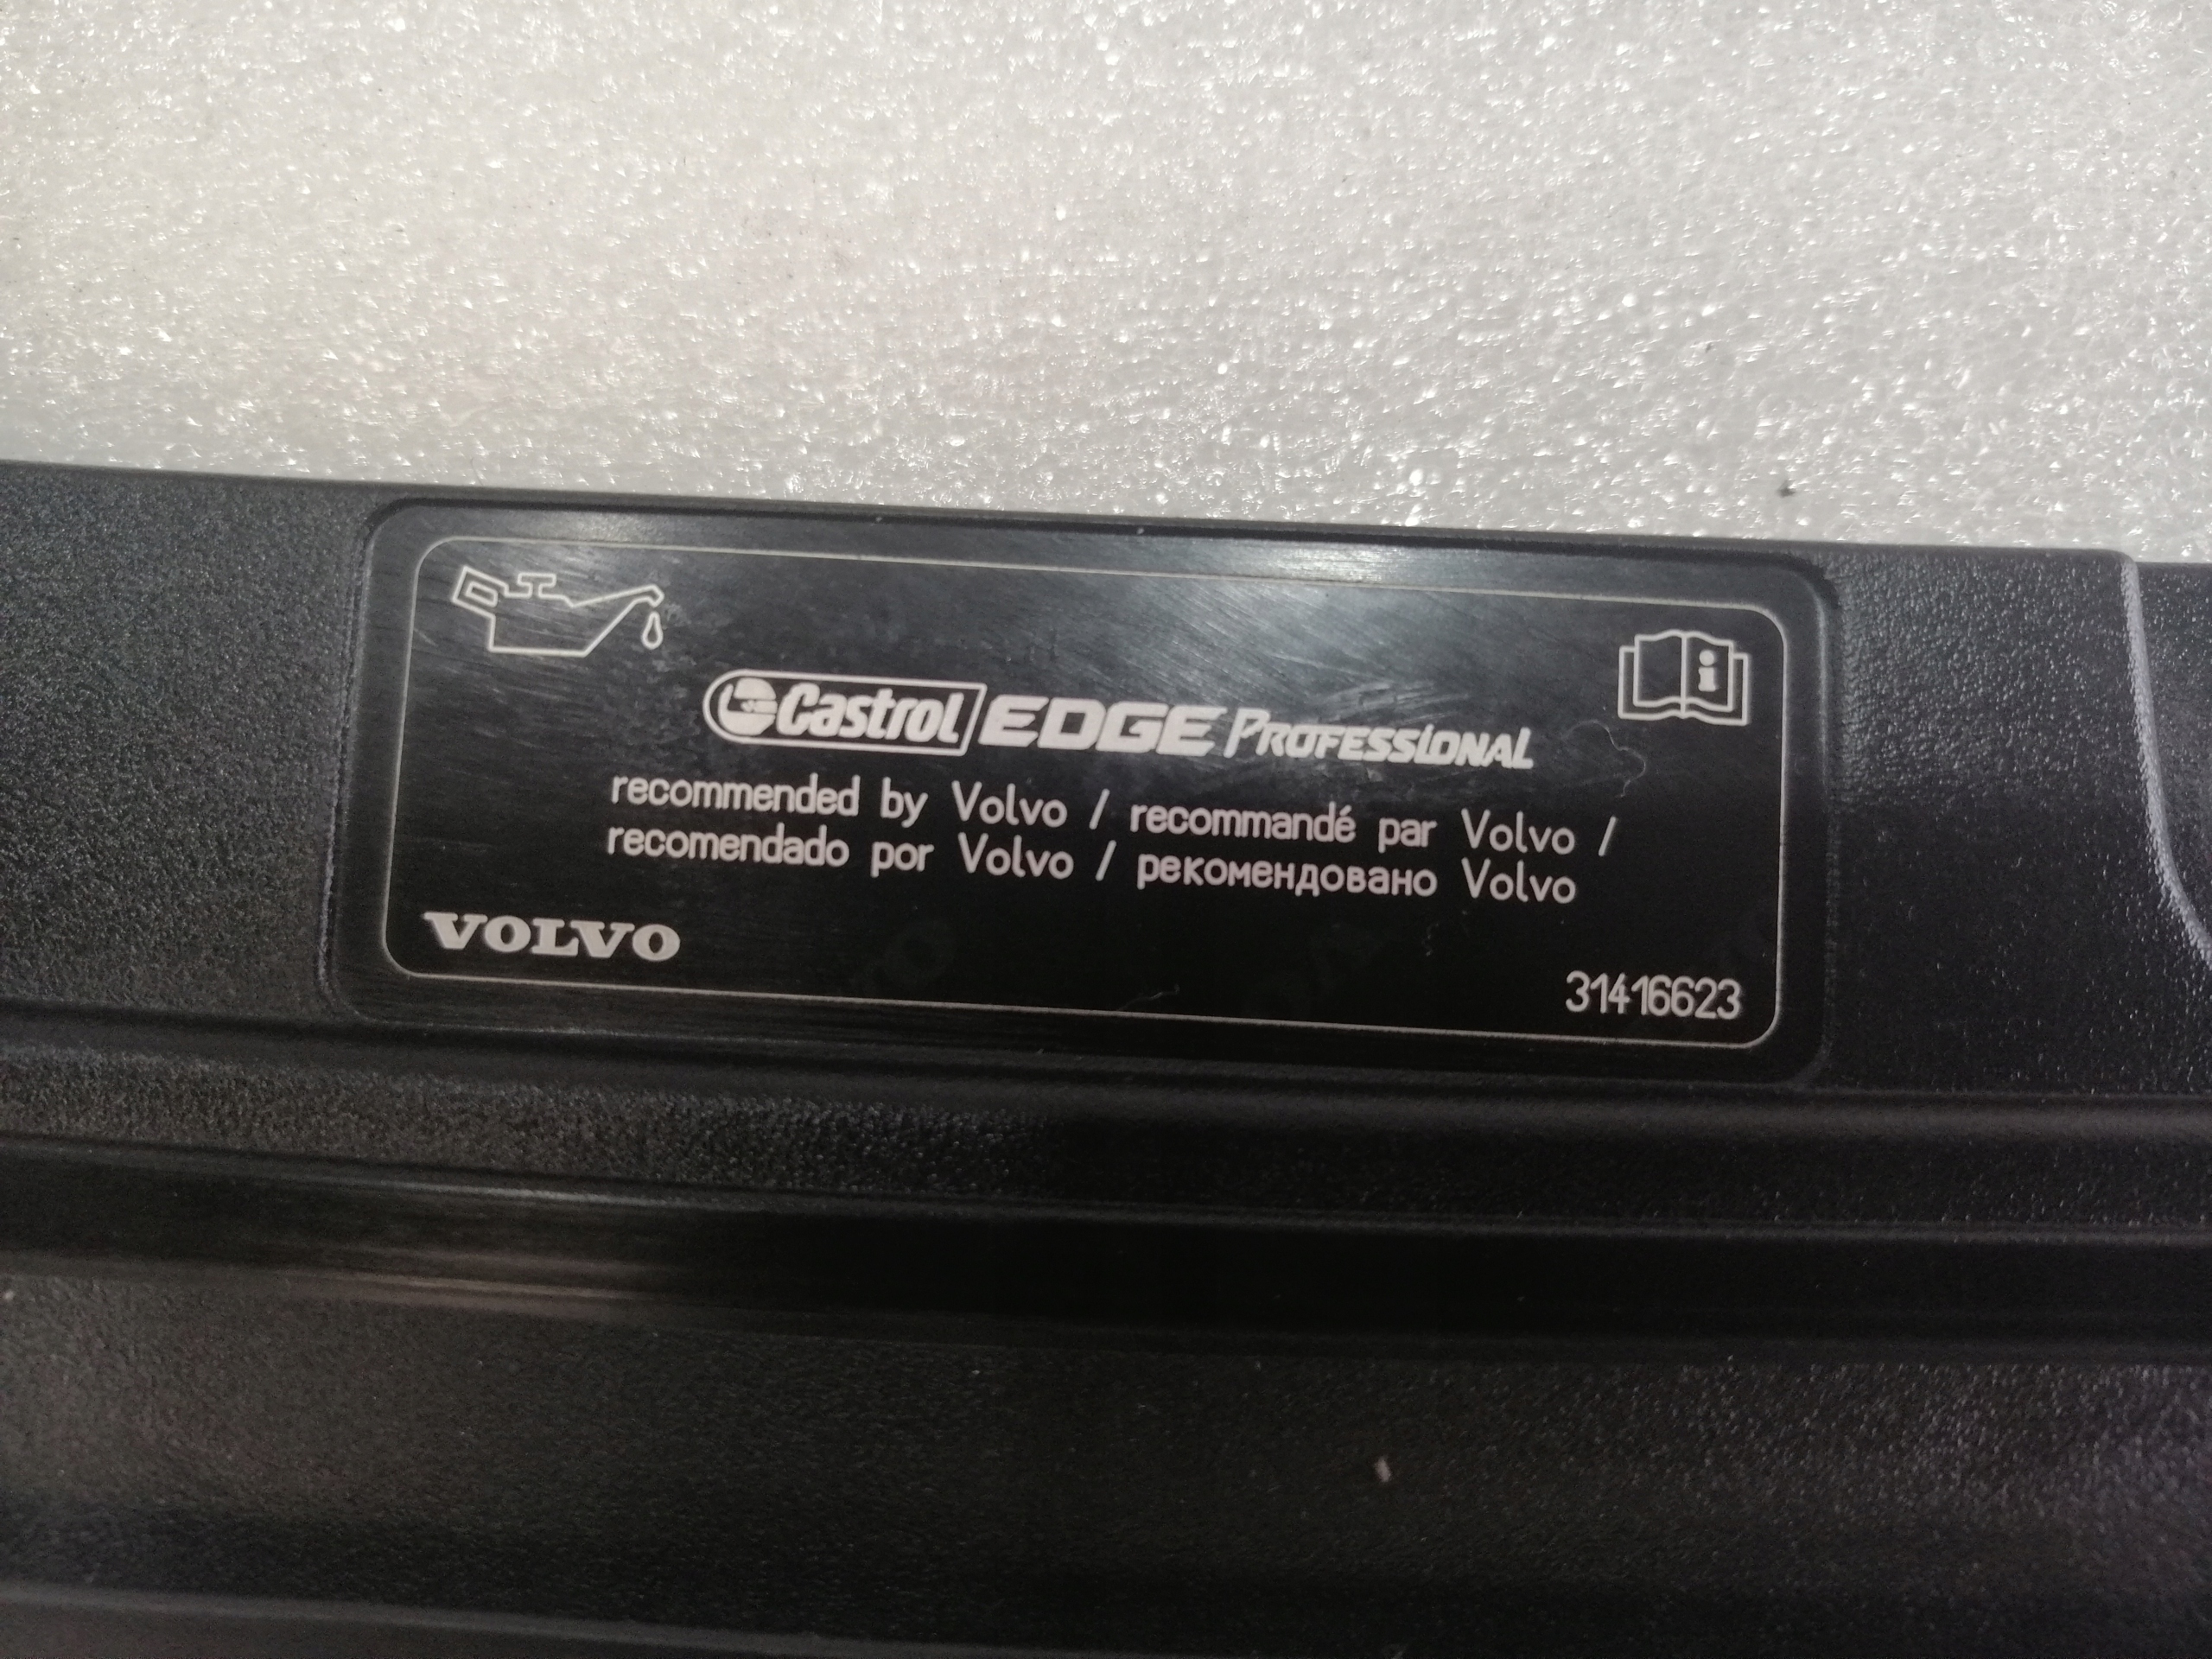 Castrol EDGE PROFESSIONAL
recommended by Volvo / recommandé par Volvo /
recomendado por Volvo / рекомендовано Volvo
VOLVO
31416623